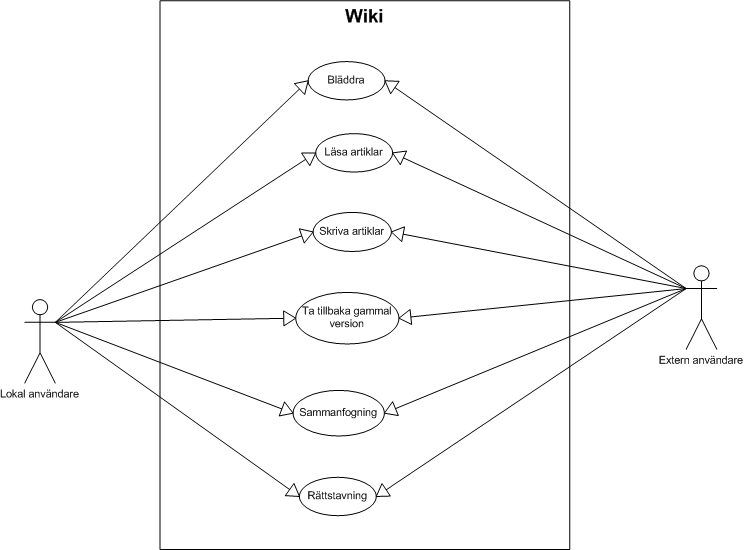 Wiki
Bläddra
Läsa artiklar
Skriva artiklar
Ta tillbaka gammal
version
Sammanfogning
Rättstavning
Lokal användare
Extern användare